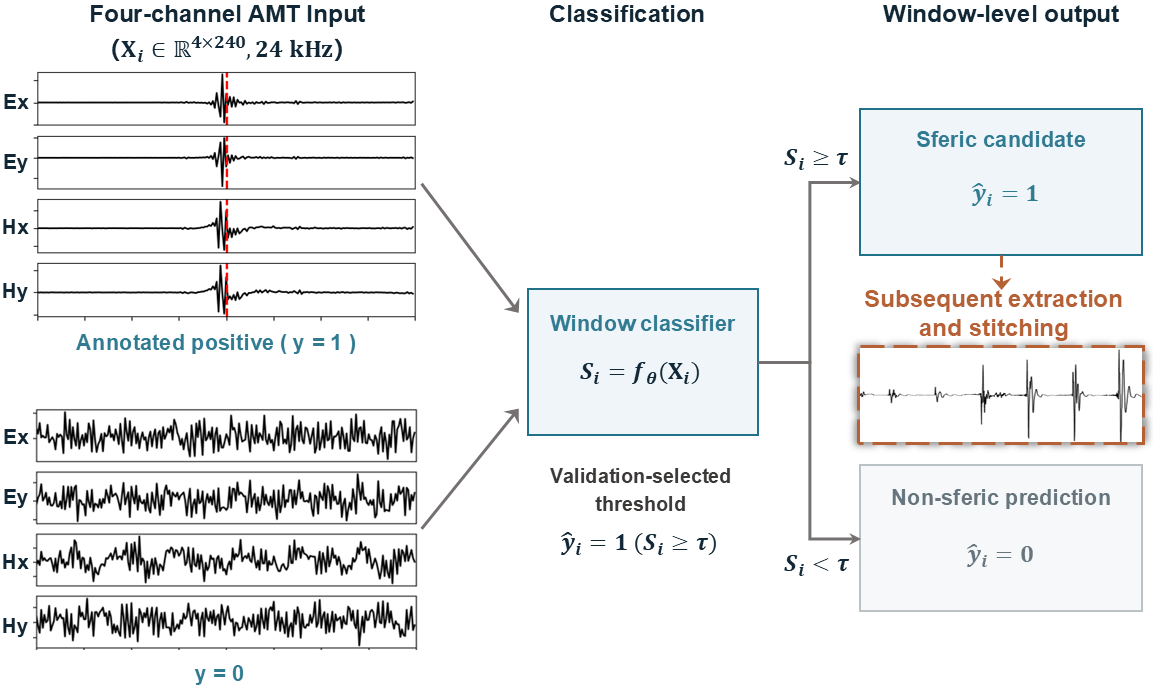 Four-channel AMT Input
(Xᵢ ∈ ℝ⁴ˣ²⁴⁰, 24 kHz)
Ex
Ey
Hx
Hy
Annotated positive ( y = 1 )
Ex
Ey
Hx
Hy
y = 0
Classification
Window classifier
Sᵢ = f_θ(Xᵢ)
Validation-selected
threshold
ŷᵢ = 1 (Sᵢ ≥ τ)
Window-level output
Sᵢ ≥ τ
Sferic candidate
ŷᵢ = 1
Subsequent extraction
and stitching
Non-sferic prediction
ŷᵢ = 0
Sᵢ < τ